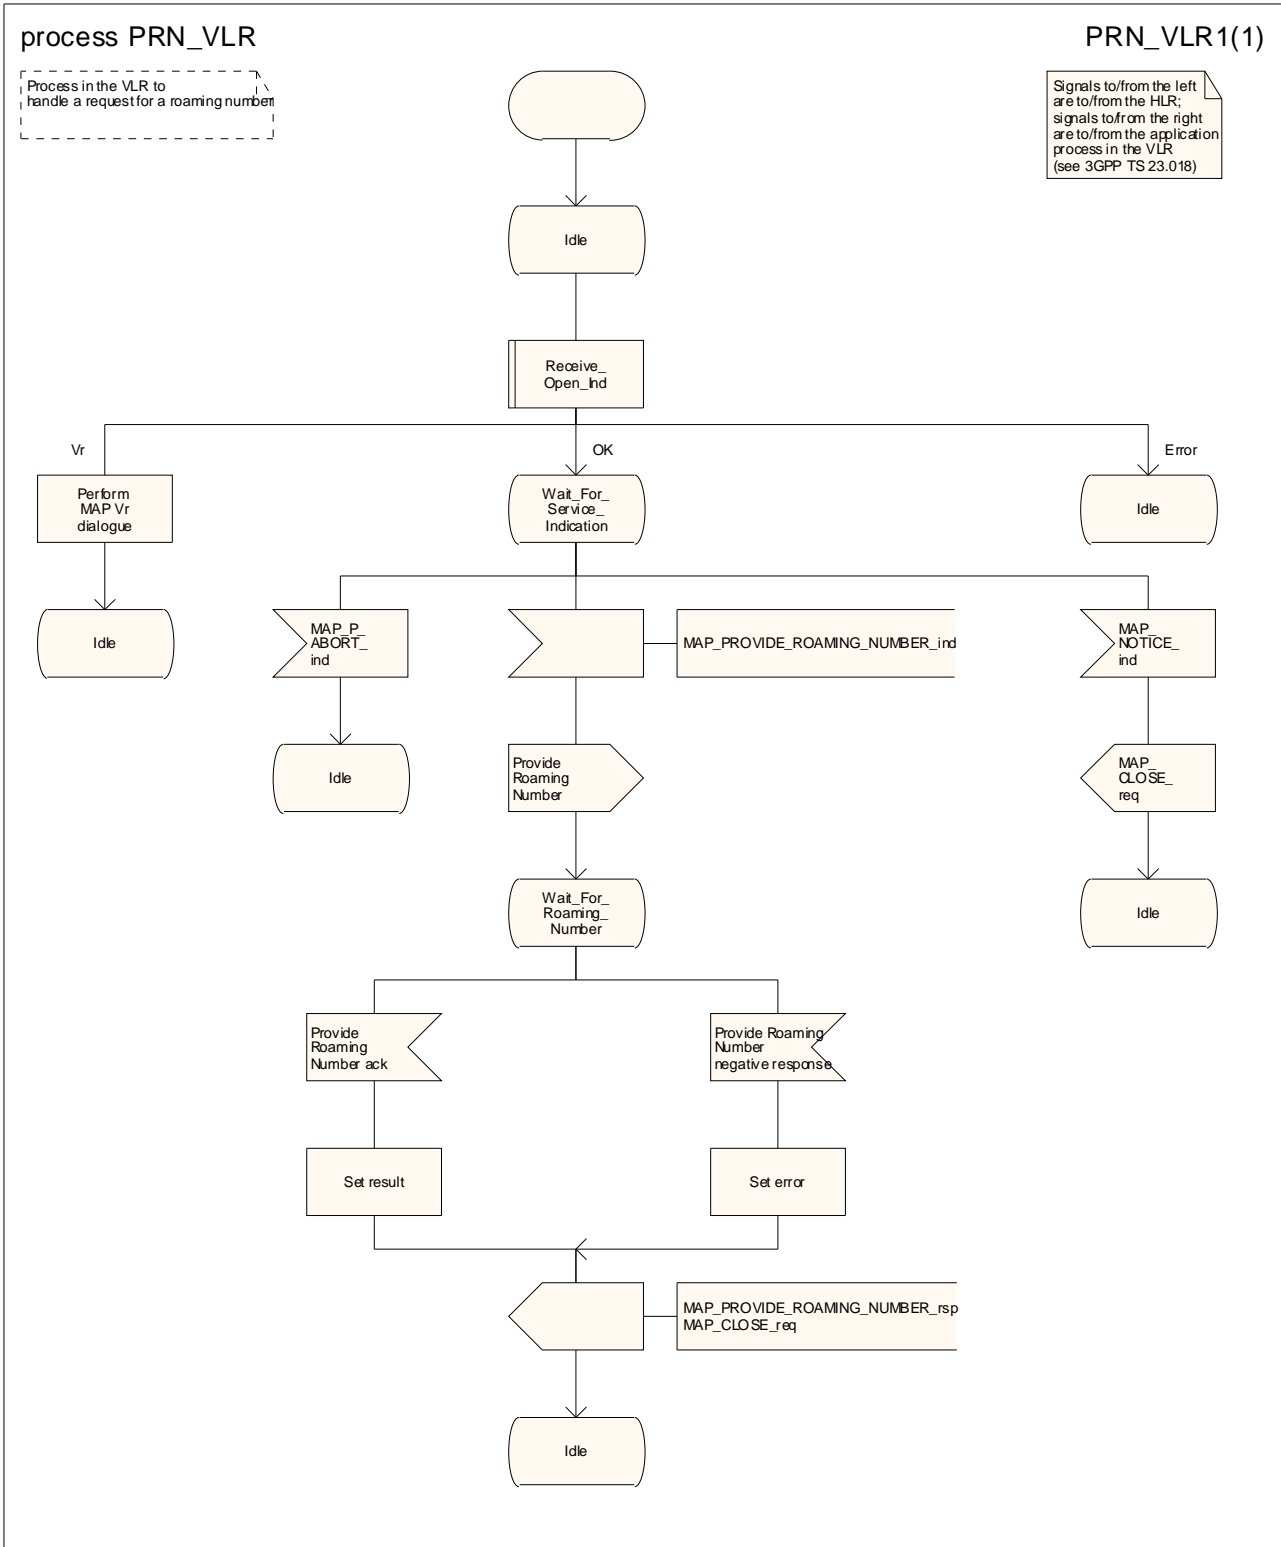 process PRN_VLR
PRN_VLR1(1)
Process in the VLR to
handle a request for a roaming number
Signals to/from the left
are to/from the HLR;
signals to/from the right
are to/from the application
process in the VLR
(see 3GPP TS 23.018)
Idle
Receive_
Open_Ind
Vr
OK
Error
Perform
MAP Vr
dialogue
Wait_For_
Service_
Indication
Idle
Idle
MAP_P_
ABORT_
ind
MAP_PROVIDE_ROAMING_NUMBER_ind
MAP_
NOTICE_
ind
Idle
Provide
Roaming
Number
MAP_
CLOSE_
req
Wait_For_
Roaming_
Number
Idle
Provide
Roaming
Number ack
Provide Roaming
Number
negative response
Set result
Set error
MAP_PROVIDE_ROAMING_NUMBER_rsp
MAP_CLOSE_req
Idle